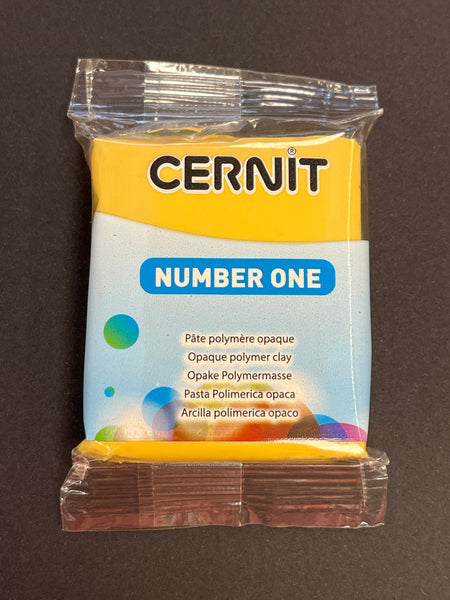 CERNIT®
NUMBER ONE
Pâte polymère opaque
Opaque polymer clay
Opake Polymermasse
Pasta Polimerica opaca
Arcilla polimerica opaco